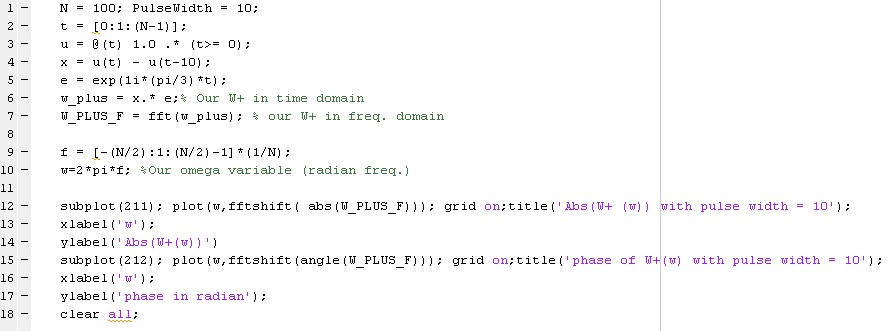 1 – N = 100; PulseWidth = 10;
2 – t = [0:1:(N-1)];
3 – u = @(t) 1.0 .* (t>= 0);
4 – x = u(t) - u(t-10);
5 – e = exp(1i*(pi/3)*t);
6 – w_plus = x.* e;% Our W+ in time domain
7 – W_PLUS_F = fft(w_plus); % our W+ in freq. domain
8
9 – f = [-(N/2):1:(N/2)-1]*(1/N);
10 – w=2*pi*f; %Our omega variable (radian freq.)
11
12 – subplot(211); plot(w,fftshift( abs(W_PLUS_F))); grid on;title('Abs(W+ (w)) with pulse width = 10');
13 – xlabel('w');
14 – ylabel('Abs(W+(w))')
15 – subplot(212); plot(w,fftshift(angle(W_PLUS_F))); grid on;title('phase of W+(w) with pulse width = 10');
16 – xlabel('w');
17 – ylabel('phase in radian');
18 – clear all;